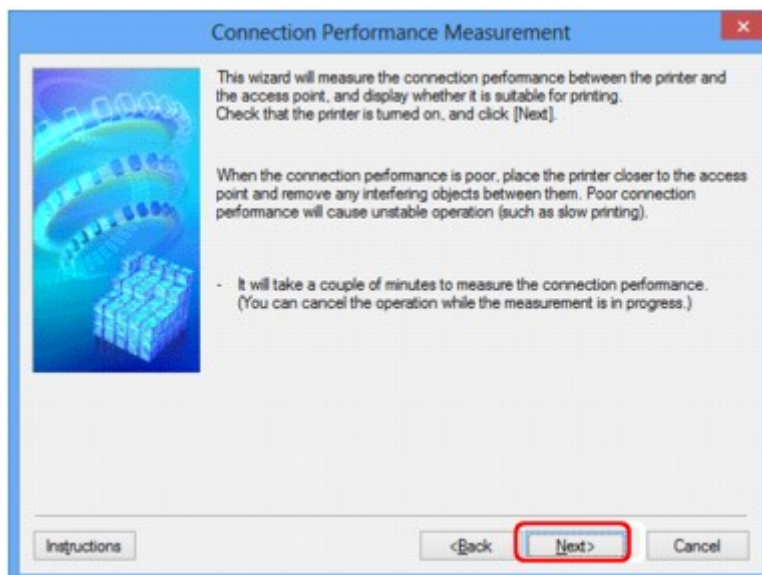 Connection Performance Measurement
This wizard will measure the connection performance between the printer and
the access point, and display whether it is suitable for printing.
Check that the printer is turned on, and click [Next].
When the connection performance is poor, place the printer closer to the access
point and remove any interfering objects between them. Poor connection
performance will cause unstable operation (such as slow printing).
- It will take a couple of minutes to measure the connection performance.
(You can cancel the operation while the measurement is in progress.)
Instructions <Back Next> Cancel